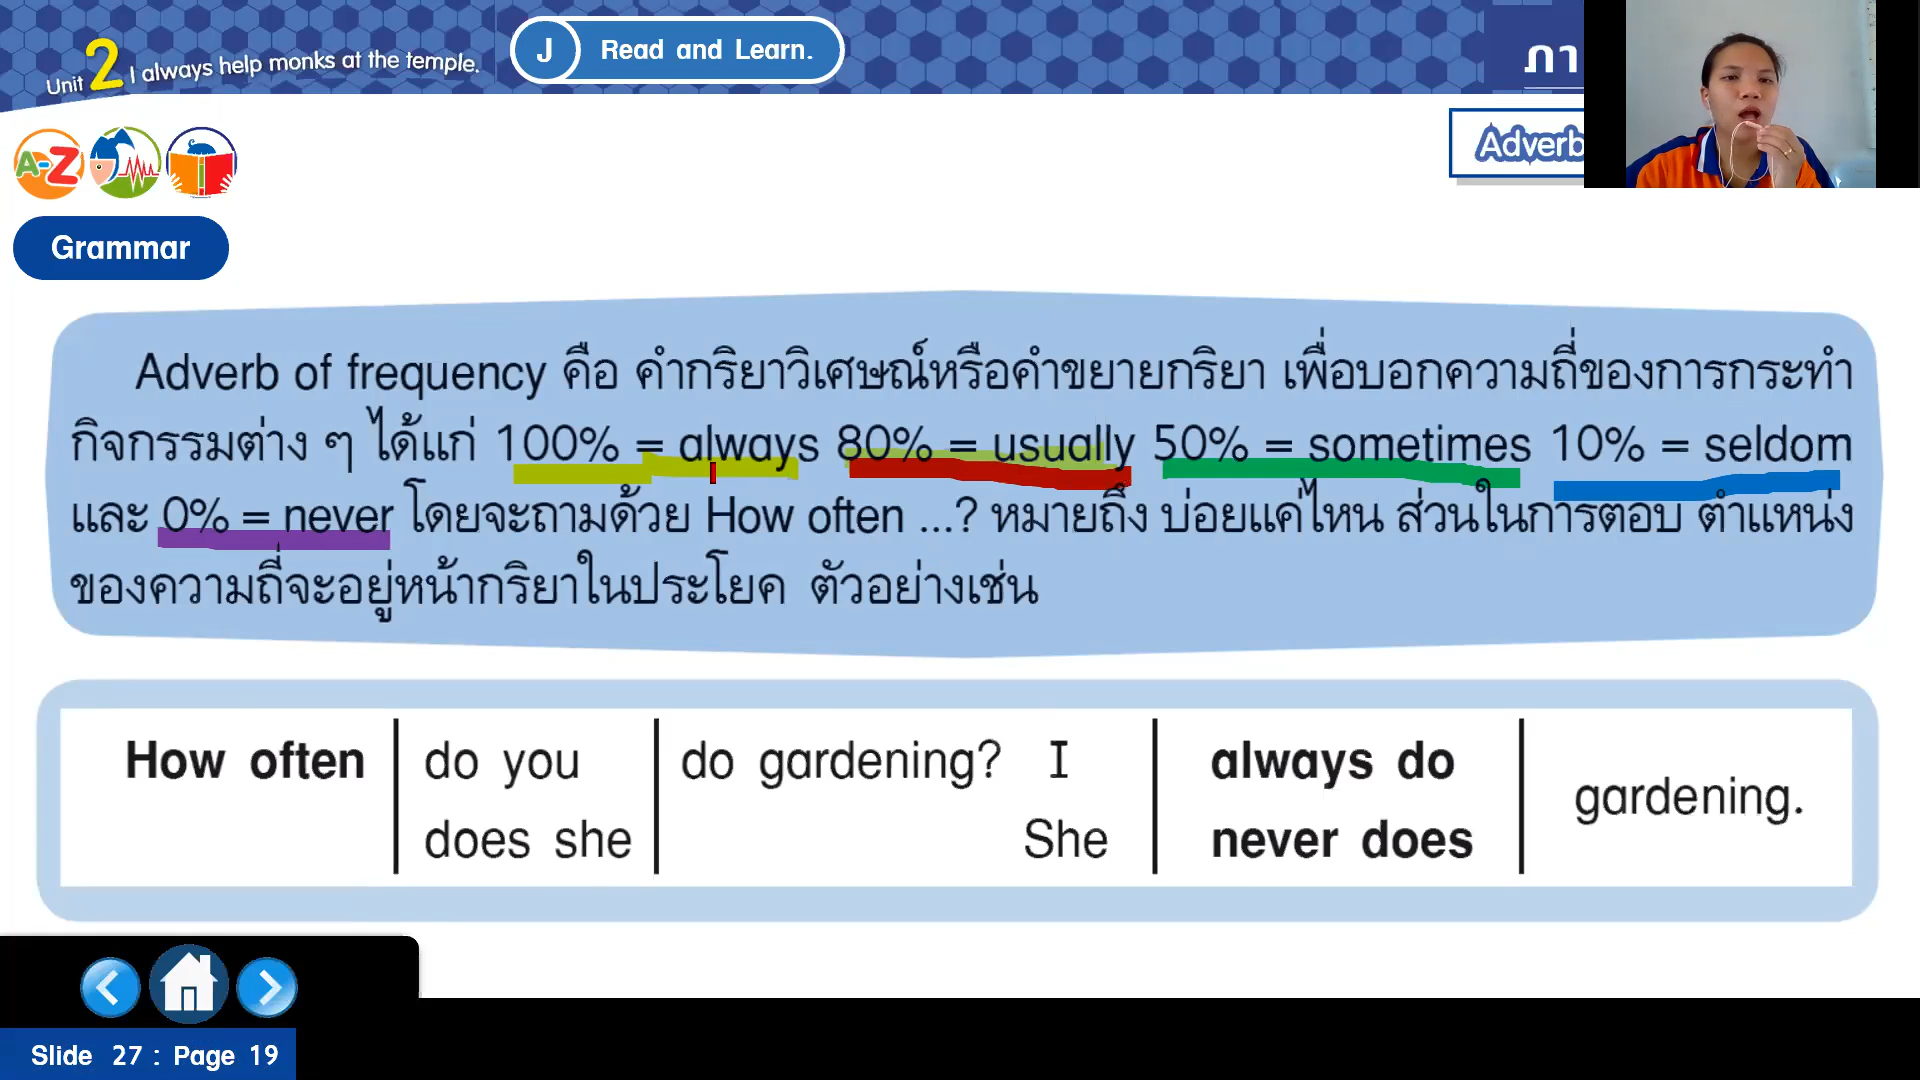 Unit 2 I always help monks at the temple.
J Read and Learn.
ภา
A-Z
Adverb
Grammar
Adverb of frequency คือ คำกริยาวิเศษณ์หรือคำขยายกริยา เพื่อบอกความถี่ของการกระทำ
กิจกรรมต่าง ๆ ได้แก่ 100% = always 80% = usually 50% = sometimes 10% = seldom
และ 0% = never โดยจะถามด้วย How often ...? หมายถึง บ่อยแค่ไหน ส่วนในการตอบ ตำแหน่ง
ของความถี่จะอยู่หน้ากริยาในประโยค ตัวอย่างเช่น
How often do you do gardening? I always do gardening.
does she She never does
Slide 27 : Page 19